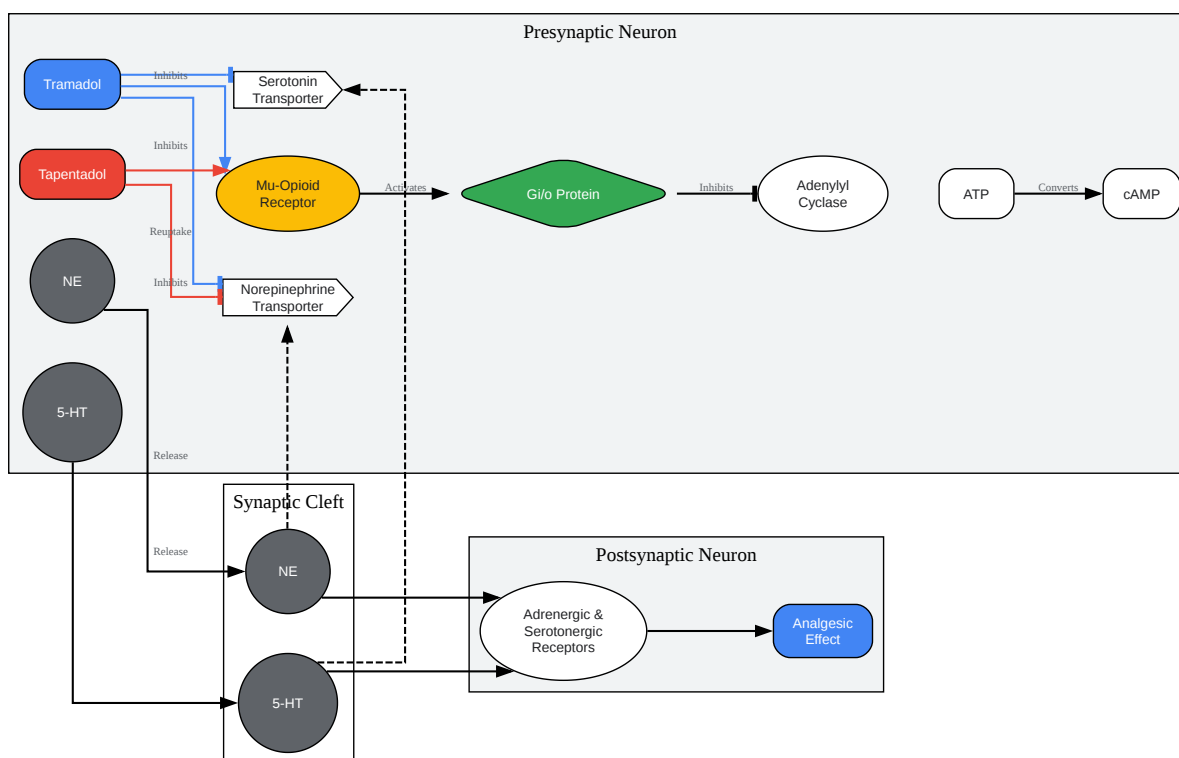 Presynaptic Neuron
Tramadol
Inhibits
Serotonin
Transporter
Inhibits
Tapentadol
Mu-Opioid
Receptor
Activates
Gi/o Protein
Inhibits
Adenylyl
Cyclase
ATP
Converts
cAMP
Reuptake
NE
Inhibits
Norepinephrine
Transporter
5-HT
Release
Synaptic Cleft
Release
NE
5-HT
Postsynaptic Neuron
Adrenergic &
Serotonergic
Receptors
Analgesic
Effect